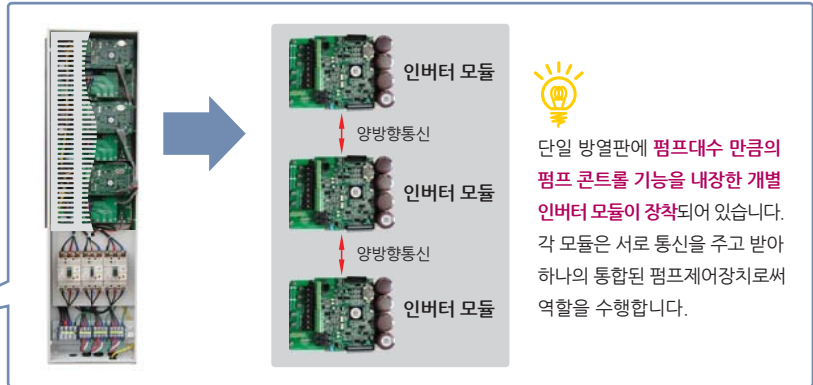 인버터 모듈
양방향통신
인버터 모듈
양방향통신
인버터 모듈
단일 방열판에 펌프대수 만큼의
펌프 콘트롤 기능을 내장한 개별
인버터 모듈이 장착되어 있습니다.
각 모듈은 서로 통신을 주고 받아
하나의 통합된 펌프제어장치로써
역할을 수행합니다.